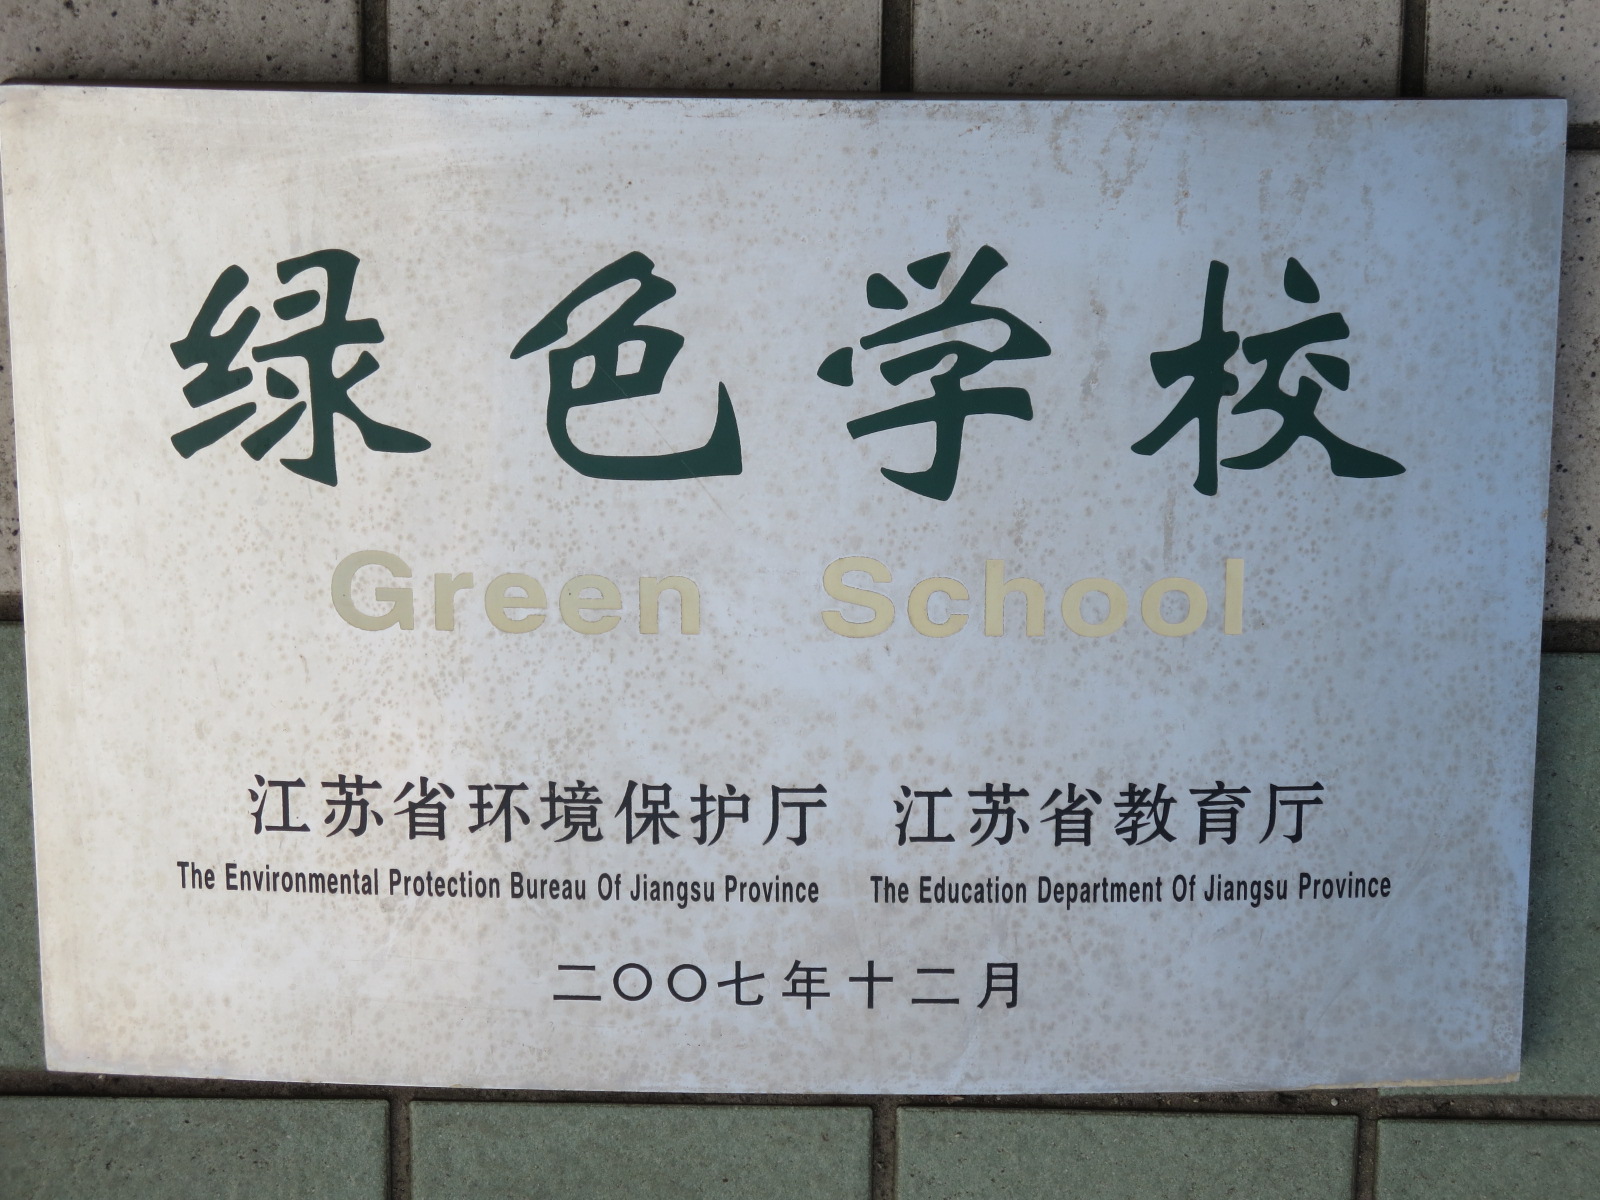 绿色学校
Green School
江苏省环境保护厅 江苏省教育厅
The Environmental Protection Bureau Of Jiangsu Province The Education Department Of Jiangsu Province
二〇〇七年十二月